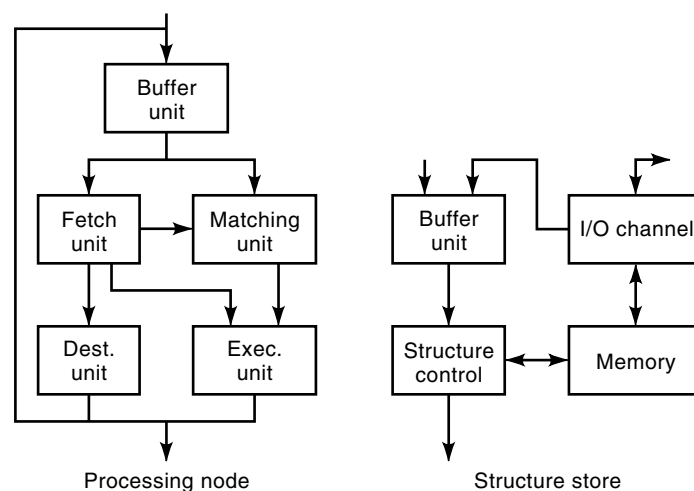 Buffer
unit
Fetch
unit
Matching
unit
Dest.
unit
Exec.
unit
Processing node
Buffer
unit
I/O channel
Structure
control
Memory
Structure store